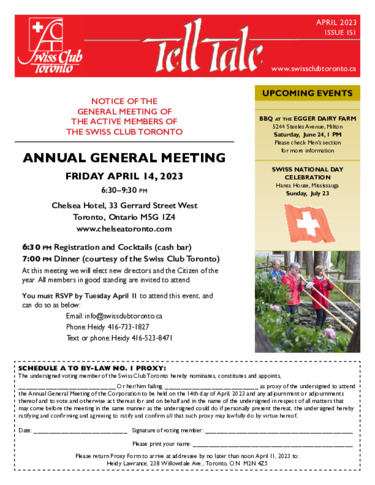 APRIL 2023
ISSUE 151
Swiss Club
Toronto
Tell Tale
www.swissclubtoronto.ca
NOTICE OF THE
GENERAL MEETING OF
THE ACTIVE MEMBERS OF
THE SWISS CLUB TORONTO
ANNUAL GENERAL MEETING
FRIDAY APRIL 14, 2023
6:30–9:30 PM
Chelsea Hotel, 33 Gerrard Street West
Toronto, Ontario M5G 1Z4
www.chelseatoronto.com
6:30 PM Registration and Cocktails (cash bar)
7:00 PM Dinner (courtesy of the Swiss Club Toronto)
At this meeting we will elect new directors and the Citizen of the
year. All members in good standing are invited to attend.
You must RSVP by Tuesday April 11 to attend this event, and
can do so as below:
Email: info@swissclubtoronto.ca
Phone: Heidy 416-733-1827
Text or phone: Heidy 416-523-8471
UPCOMING EVENTS
BBQ AT THE EGGER DAIRY FARM
5244 Steeles Avenue, Milton
Saturday, June 24, 1 PM
Please check Men's section
for more information
SWISS NATIONAL DAY
CELEBRATION
Hansa House, Mississauga
Sunday, July 23
SCHEDULE A TO BY-LAW NO. 1 PROXY:
The undersigned voting member of the Swiss Club Toronto hereby nominates, constitutes and appoints,
Or her/him failing as proxy of the undersigned to attend
the Annual General Meeting of the Corporation to be held on the 14th day of April, 2023 and any adjournment or adjournments
thereof and to vote and otherwise act thereat for and on behalf and in the name of the undersigned in respect of all matters that
may come before the meeting in the same manner as the undersigned could do if personally present thereat, the undersigned hereby
ratifying and confirming and agreeing to ratify and confirm all that such proxy may lawfully do by virtue hereof.
Date: Signature of voting member:
Please print your name:
Please return Proxy Form to arrive at addressee by no later than noon April 11, 2023 to:
Heidy Lawrance, 238 Willowdale Ave., Toronto, ON M2N 4Z5